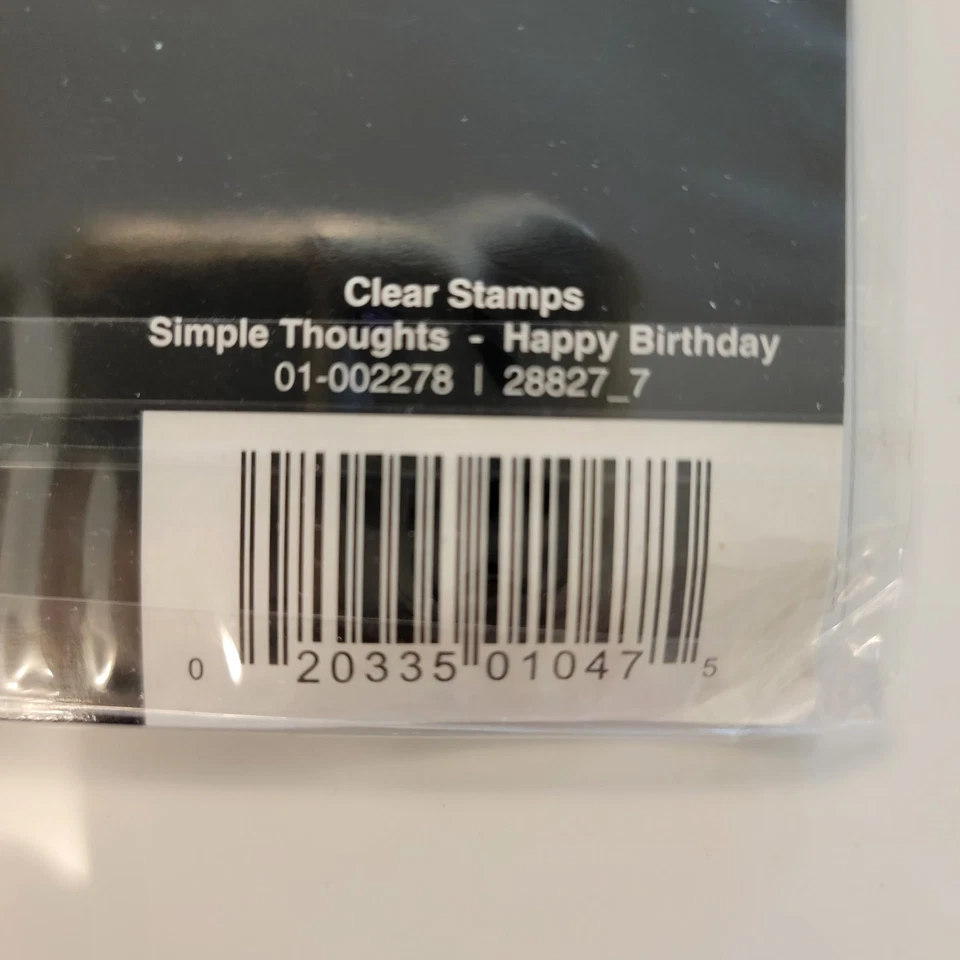 Clear Stamps
Simple Thoughts - Happy Birthday
01-002278 | 28827_7
0 20335 01047 5